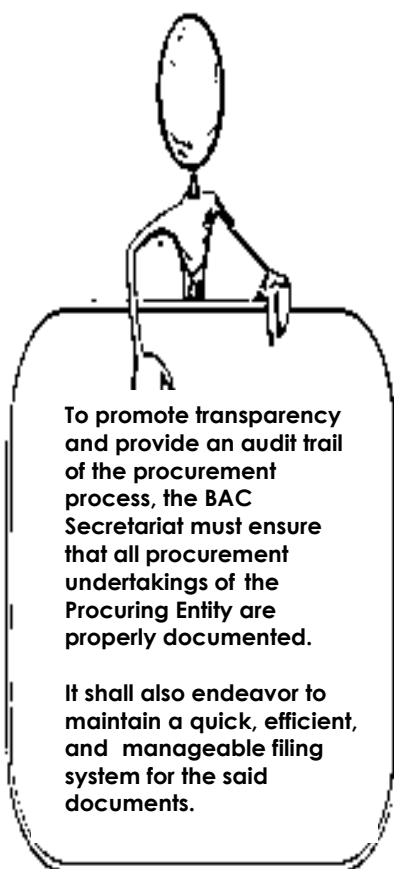 To promote transparency
and provide an audit trail
of the procurement
process, the BAC
Secretariat must ensure
that all procurement
undertakings of the
Procuring Entity are
properly documented.
It shall also endeavor to
maintain a quick, efficient,
and manageable filing
system for the said
documents.